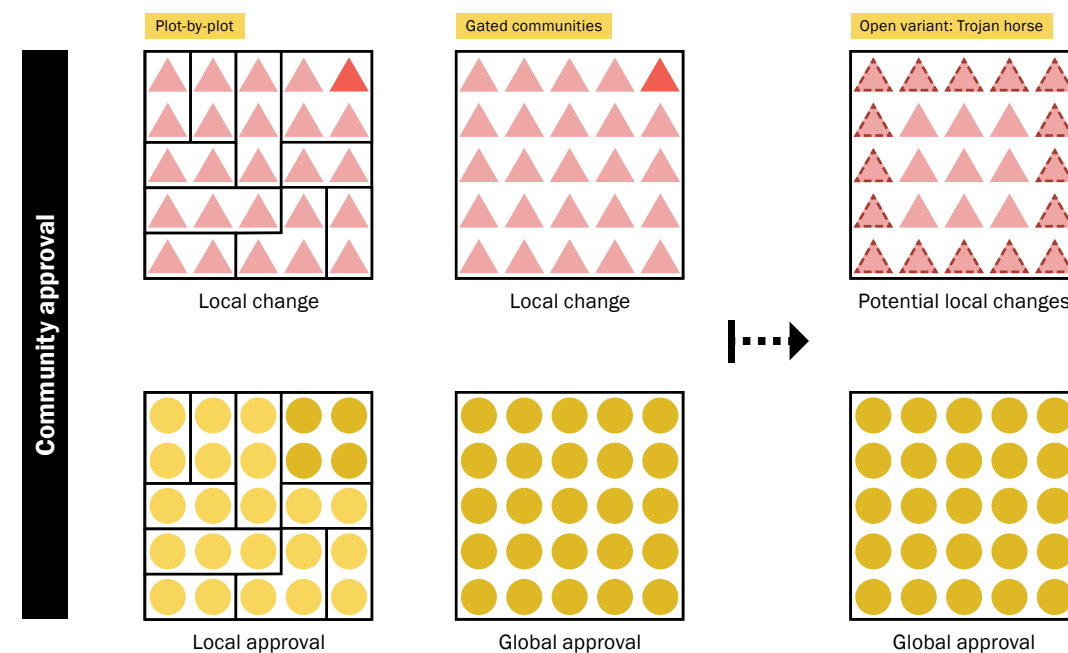 Plot-by-plot
Gated communities
Open variant: Trojan horse
Community approval
Local change
Local change
Potential local changes
Local approval
Global approval
Global approval